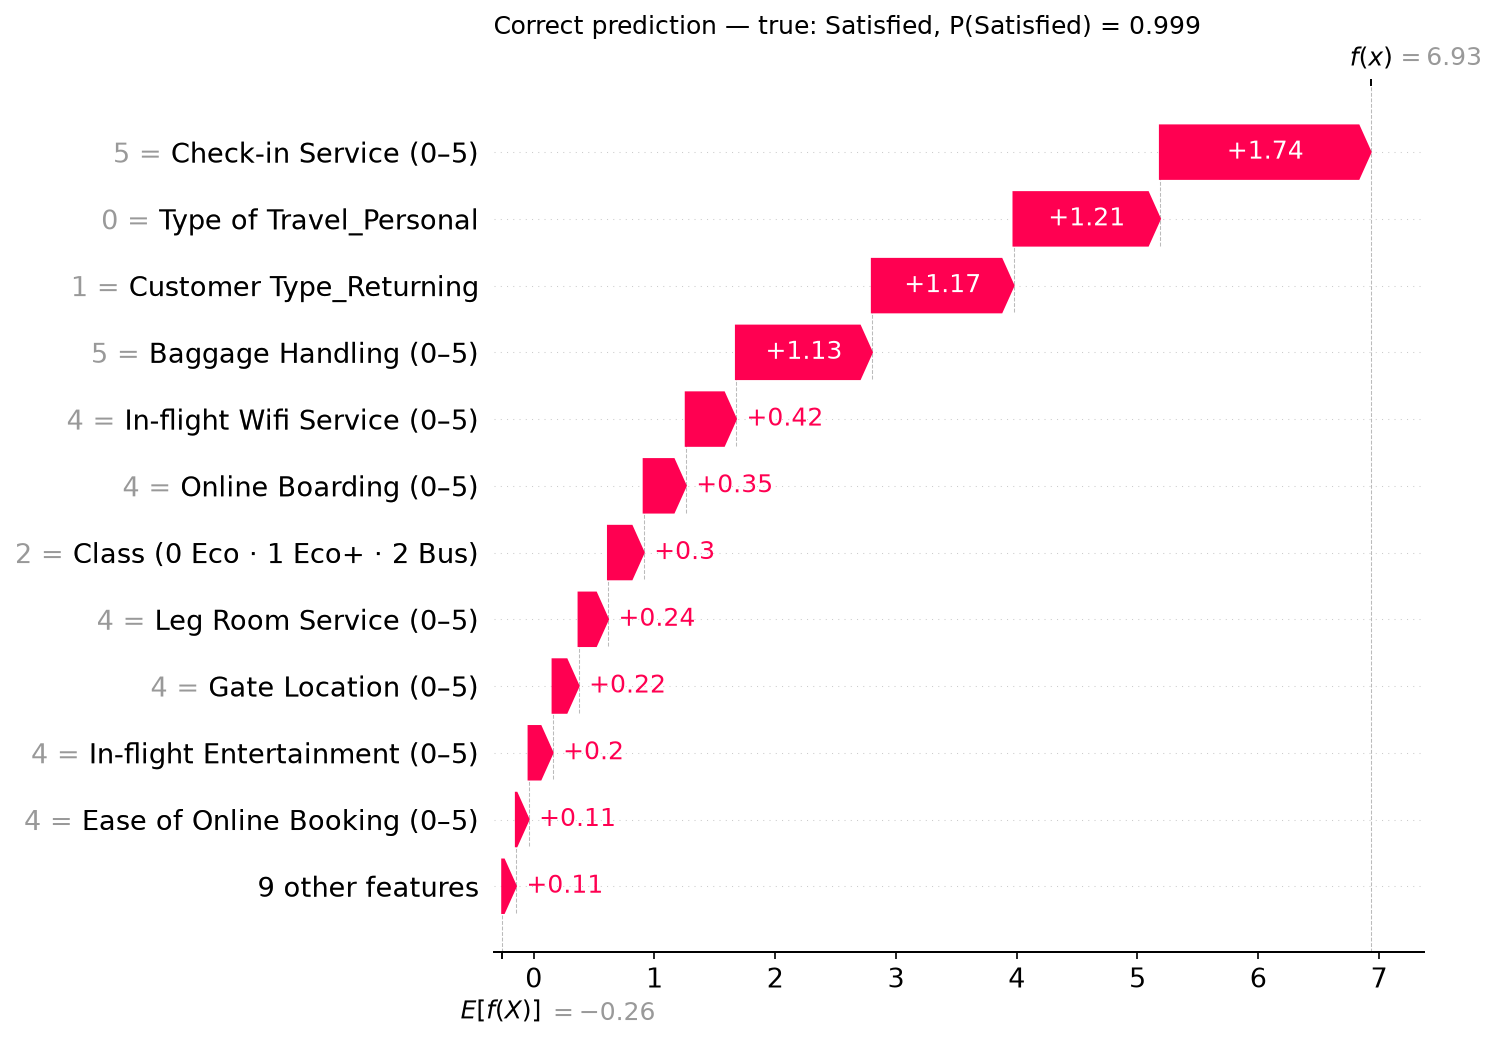 Correct prediction — true: Satisfied, P(Satisfied) = 0.999
f(x) = 6.93
5 = Check-in Service (0–5)
+1.74
0 = Type of Travel_Personal
+1.21
1 = Customer Type_Returning
+1.17
5 = Baggage Handling (0–5)
+1.13
4 = In-flight Wifi Service (0–5)
+0.42
4 = Online Boarding (0–5)
+0.35
2 = Class (0 Eco · 1 Eco+ · 2 Bus)
+0.3
4 = Leg Room Service (0–5)
+0.24
4 = Gate Location (0–5)
+0.22
4 = In-flight Entertainment (0–5)
+0.2
4 = Ease of Online Booking (0–5)
+0.11
9 other features
+0.11
0 1 2 3 4 5 6 7
E[f(X)] = −0.26